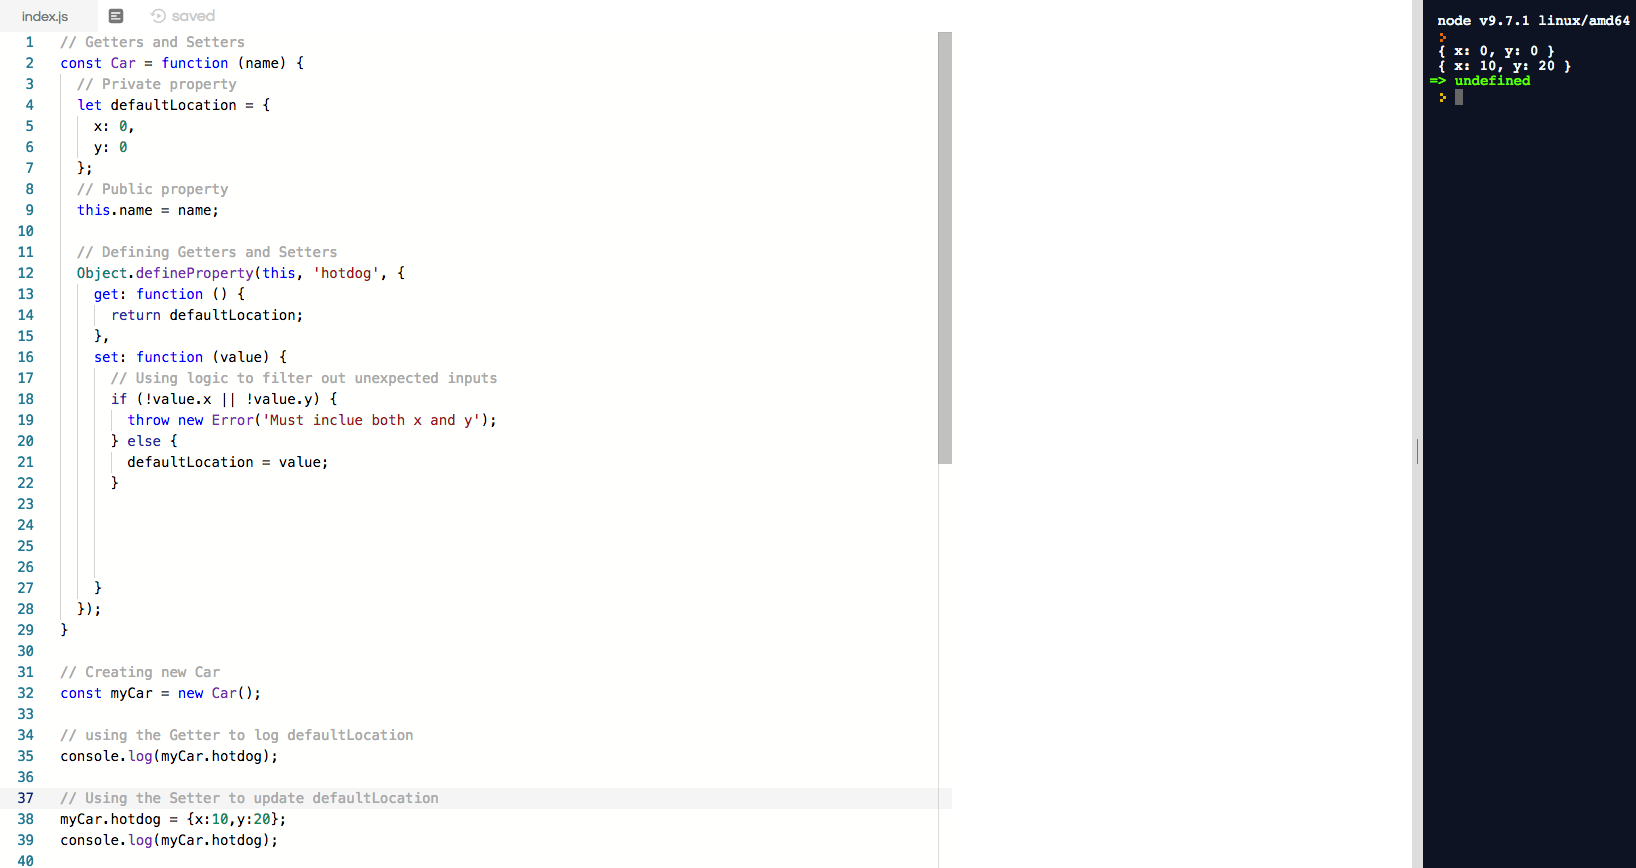 index.js saved
1 // Getters and Setters
2 const Car = function (name) {
3 // Private property
4 let defaultLocation = {
5 x: 0,
6 y: 0
7 };
8 // Public property
9 this.name = name;
10
11 // Defining Getters and Setters
12 Object.defineProperty(this, 'hotdog', {
13 get: function () {
14 return defaultLocation;
15 },
16 set: function (value) {
17 // Using logic to filter out unexpected inputs
18 if (!value.x || !value.y) {
19 throw new Error('Must inclue both x and y');
20 } else {
21 defaultLocation = value;
22 }
23
24
25
26
27 }
28 });
29 }
30
31 // Creating new Car
32 const myCar = new Car();
33
34 // using the Getter to log defaultLocation
35 console.log(myCar.hotdog);
36
37 // Using the Setter to update defaultLocation
38 myCar.hotdog = {x:10,y:20};
39 console.log(myCar.hotdog);
40
node v9.7.1 linux/amd64
{ x: 0, y: 0 }
{ x: 10, y: 20 }
=> undefined